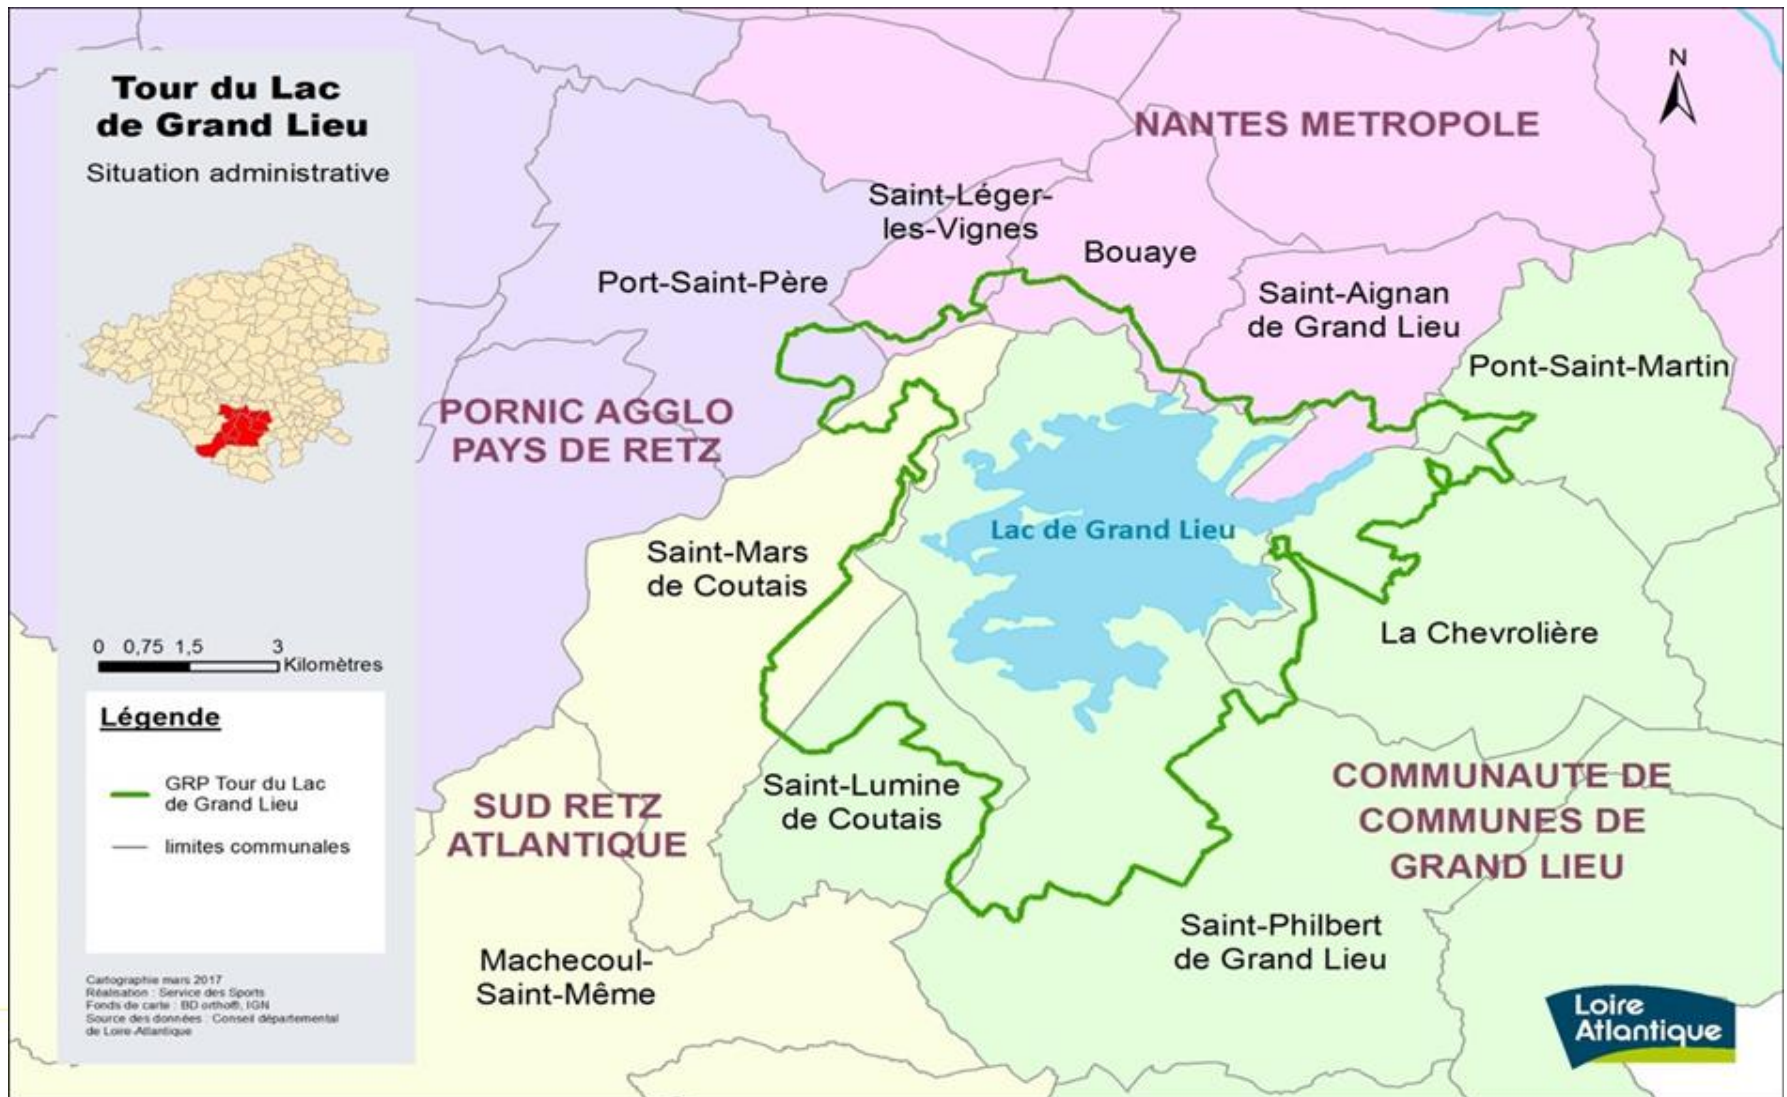 Tour du Lac
de Grand Lieu
Situation administrative
0 0,75 1,5 3
Kilomètres
Légende
GRP Tour du Lac
de Grand Lieu
limites communales
Cartographie mars 2017
Réalisation : Service des Sports
Fonds de carte : BD ortho®, IGN
Source des données : Conseil départemental
de Loire-Atlantique
N
NANTES METROPOLE
Saint-Léger-
les-Vignes
Bouaye
Port-Saint-Père
Saint-Aignan
de Grand Lieu
Pont-Saint-Martin
PORNIC AGGLO
PAYS DE RETZ
Lac de Grand Lieu
Saint-Mars
de Coutais
La Chevrolière
Saint-Lumine
de Coutais
SUD RETZ
ATLANTIQUE
COMMUNAUTE DE
COMMUNES DE
GRAND LIEU
Saint-Philbert
de Grand Lieu
Machecoul-
Saint-Même
Loire
Atlantique